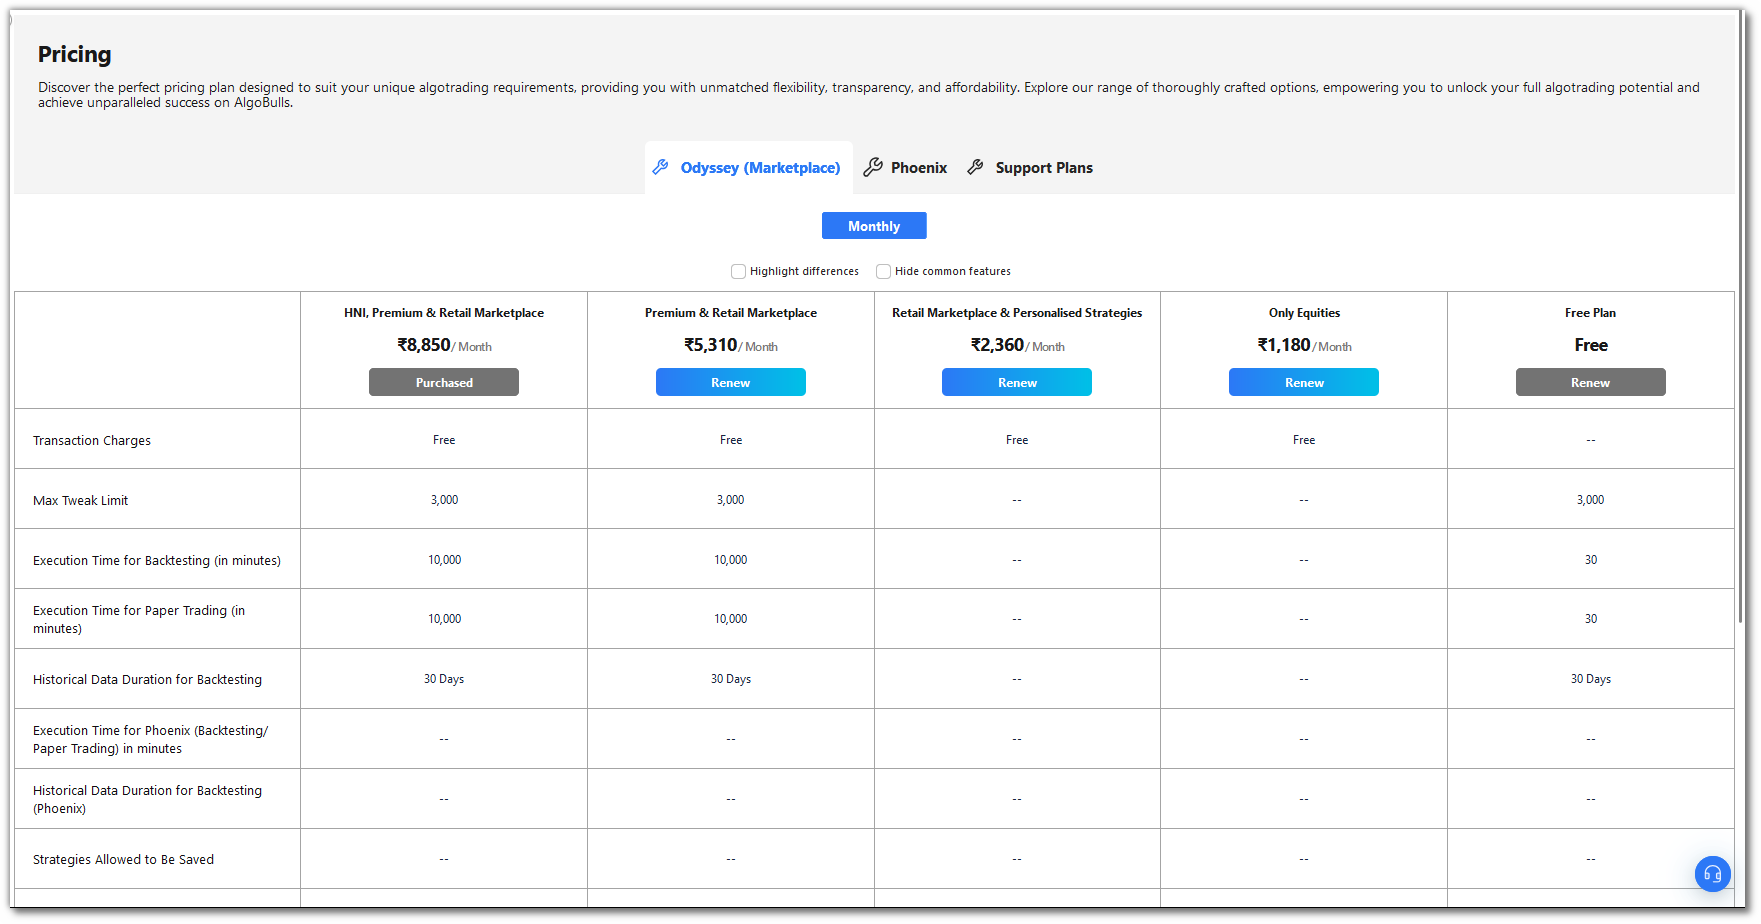 Pricing
Discover the perfect pricing plan designed to suit your unique algotrading requirements, providing you with unmatched flexibility, transparency, and affordability. Explore our range of thoroughly crafted options, empowering you to unlock your full algotrading potential and
achieve unparalleled success on AlgoBulls.
Odyssey (Marketplace) Phoenix Support Plans
Monthly
Highlight differences Hide common features
HNI, Premium & Retail Marketplace Premium & Retail Marketplace Retail Marketplace & Personalised Strategies Only Equities Free Plan
₹8,850/ Month ₹5,310/ Month ₹2,360/ Month ₹1,180/ Month Free
Purchased Renew Renew Renew Renew
Transaction Charges Free Free Free Free --
Max Tweak Limit 3,000 3,000 -- -- 3,000
Execution Time for Backtesting (in minutes) 10,000 10,000 -- -- 30
Execution Time for Paper Trading (in
minutes) 10,000 10,000 -- -- 30
Historical Data Duration for Backtesting 30 Days 30 Days -- -- 30 Days
Execution Time for Phoenix (Backtesting/
Paper Trading) in minutes -- -- -- -- --
Historical Data Duration for Backtesting
(Phoenix) -- -- -- -- --
Strategies Allowed to Be Saved -- -- -- -- --